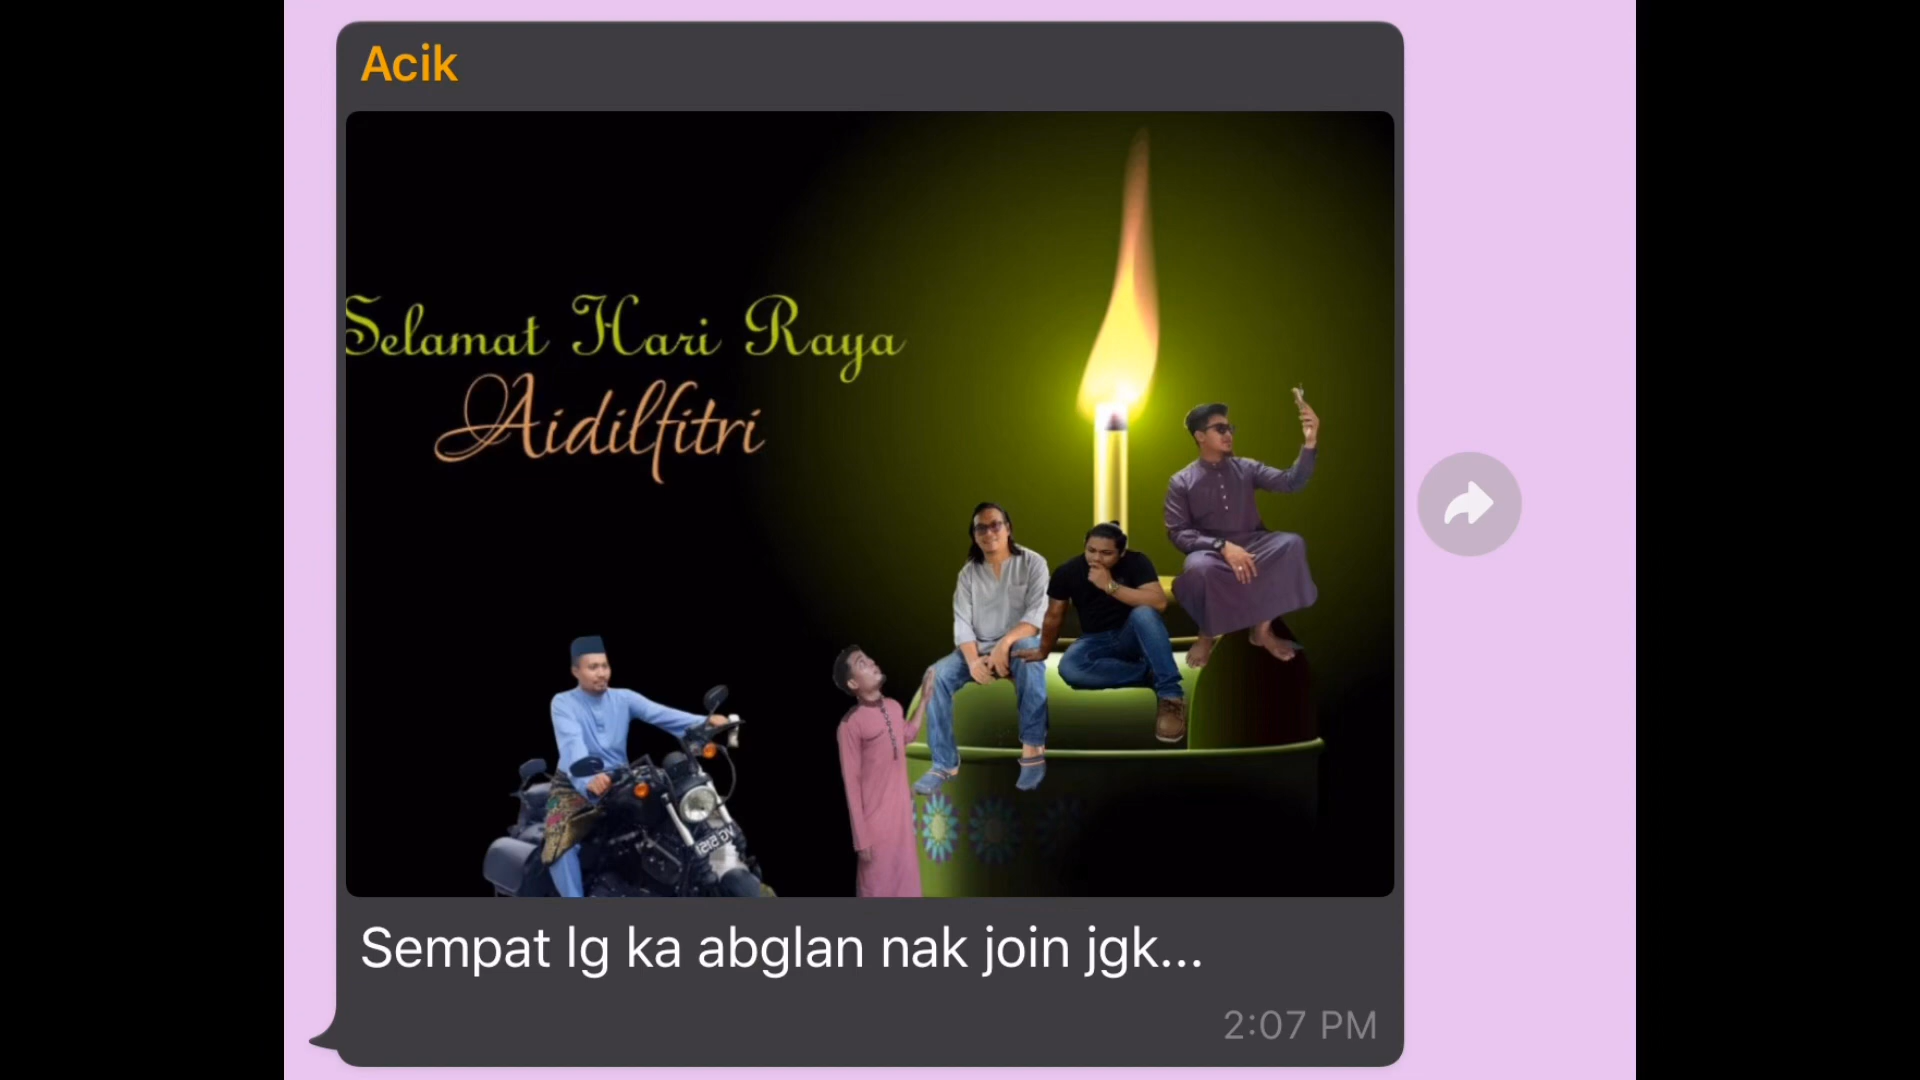 Acik
Selamat Hari Raya
Aidilfitri
Sempat lg ka abglan nak join jgk...
2:07 PM